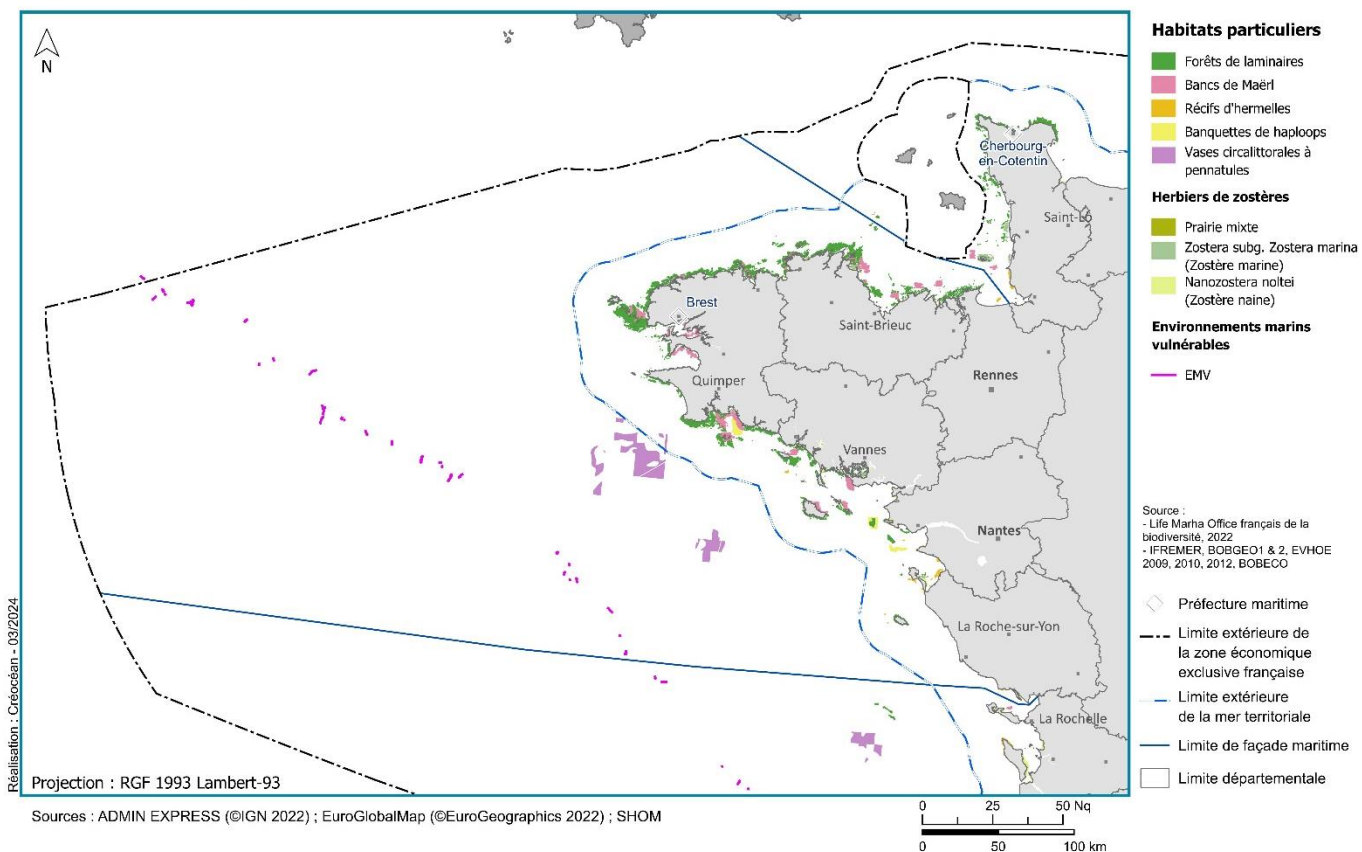 N
Cherbourg-
en-Cotentin
Saint-Lô
Brest
Saint-Brieuc
Quimper
Rennes
Vannes
Nantes
La Roche-sur-Yon
La Rochelle
Réalisation : Créocéan - 03/2024
Projection : RGF 1993 Lambert-93
Sources : ADMIN EXPRESS (©IGN 2022) ; EuroGlobalMap (©EuroGeographics 2022) ; SHOM
0 25 50 Nq
0 50 100 km
Habitats particuliers
Forêts de laminaires
Bancs de Maërl
Récifs d'hermelles
Banquettes de haploops
Vases circalittorales à
pennatules
Herbiers de zostères
Prairie mixte
Zostera subg. Zostera marina
(Zostère marine)
Nanozostera noltei
(Zostère naine)
Environnements marins
vulnérables
EMV
Source :
- Life Marha Office français de la
biodiversité, 2022
- IFREMER, BOBGEO1 & 2, EVHOE
2009, 2010, 2012, BOBECO
Préfecture maritime
Limite extérieure de
la zone économique
exclusive française
Limite extérieure
de la mer territoriale
Limite de façade maritime
Limite départementale